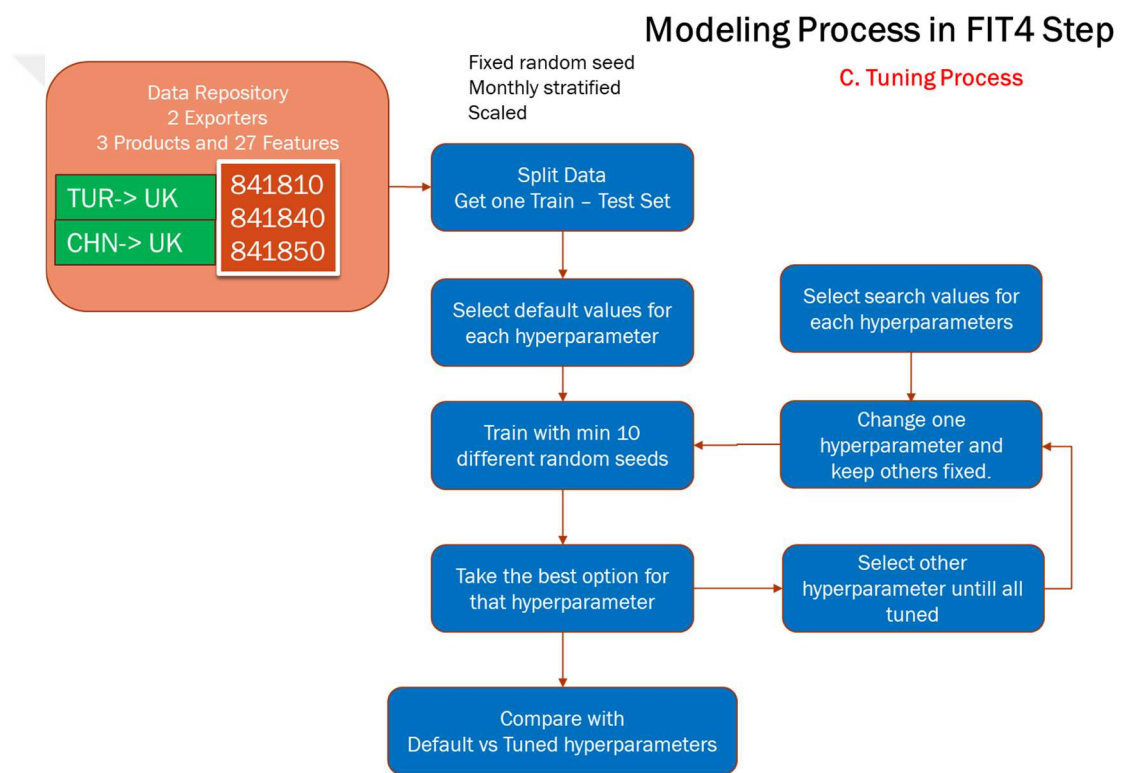 Modeling Process in FIT4 Step
C. Tuning Process
Fixed random seed
Monthly stratified
Scaled
Data Repository
2 Exporters
3 Products and 27 Features
TUR-> UK
CHN-> UK
841810
841840
841850
Split Data
Get one Train – Test Set
Select default values for
each hyperparameter
Select search values for
each hyperparameters
Train with min 10
different random seeds
Change one
hyperparameter and
keep others fixed.
Take the best option for
that hyperparameter
Select other
hyperparameter untill all
tuned
Compare with
Default vs Tuned hyperparameters